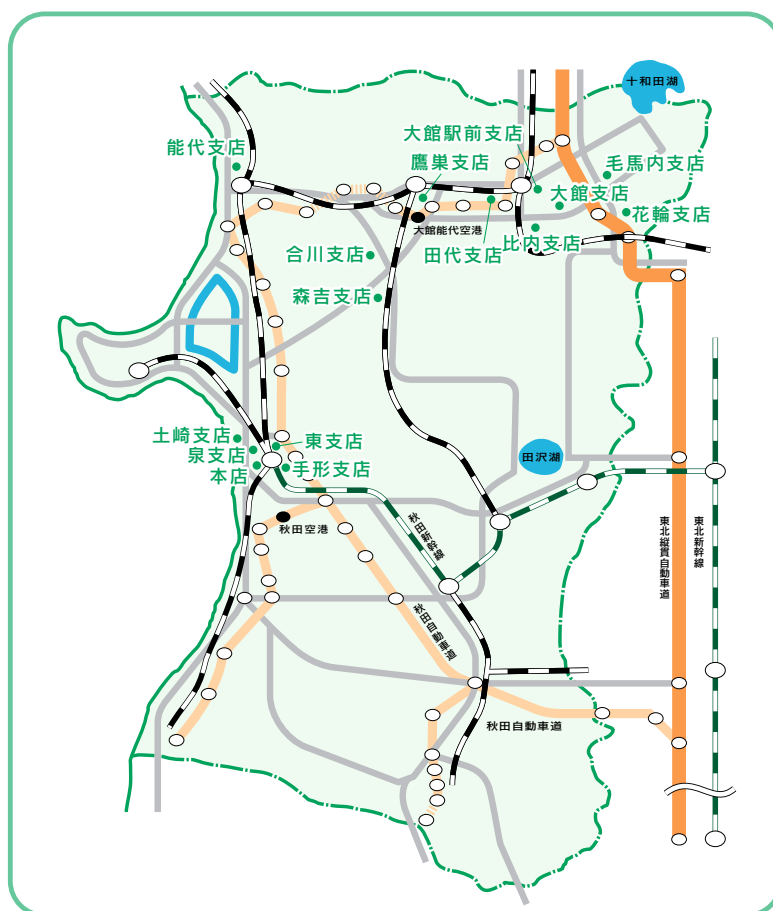 十和田湖
大館駅前支店
能代支店
鷹巣支店
毛馬内支店
大館支店
花輪支店
大館能代空港
比内支店
田代支店
合川支店
森吉支店
土崎支店
東支店
泉支店
手形支店
本店
田沢湖
秋田空港
秋田新幹線
東北縦貫自動車道
東北新幹線
秋田自動車道
秋田自動車道